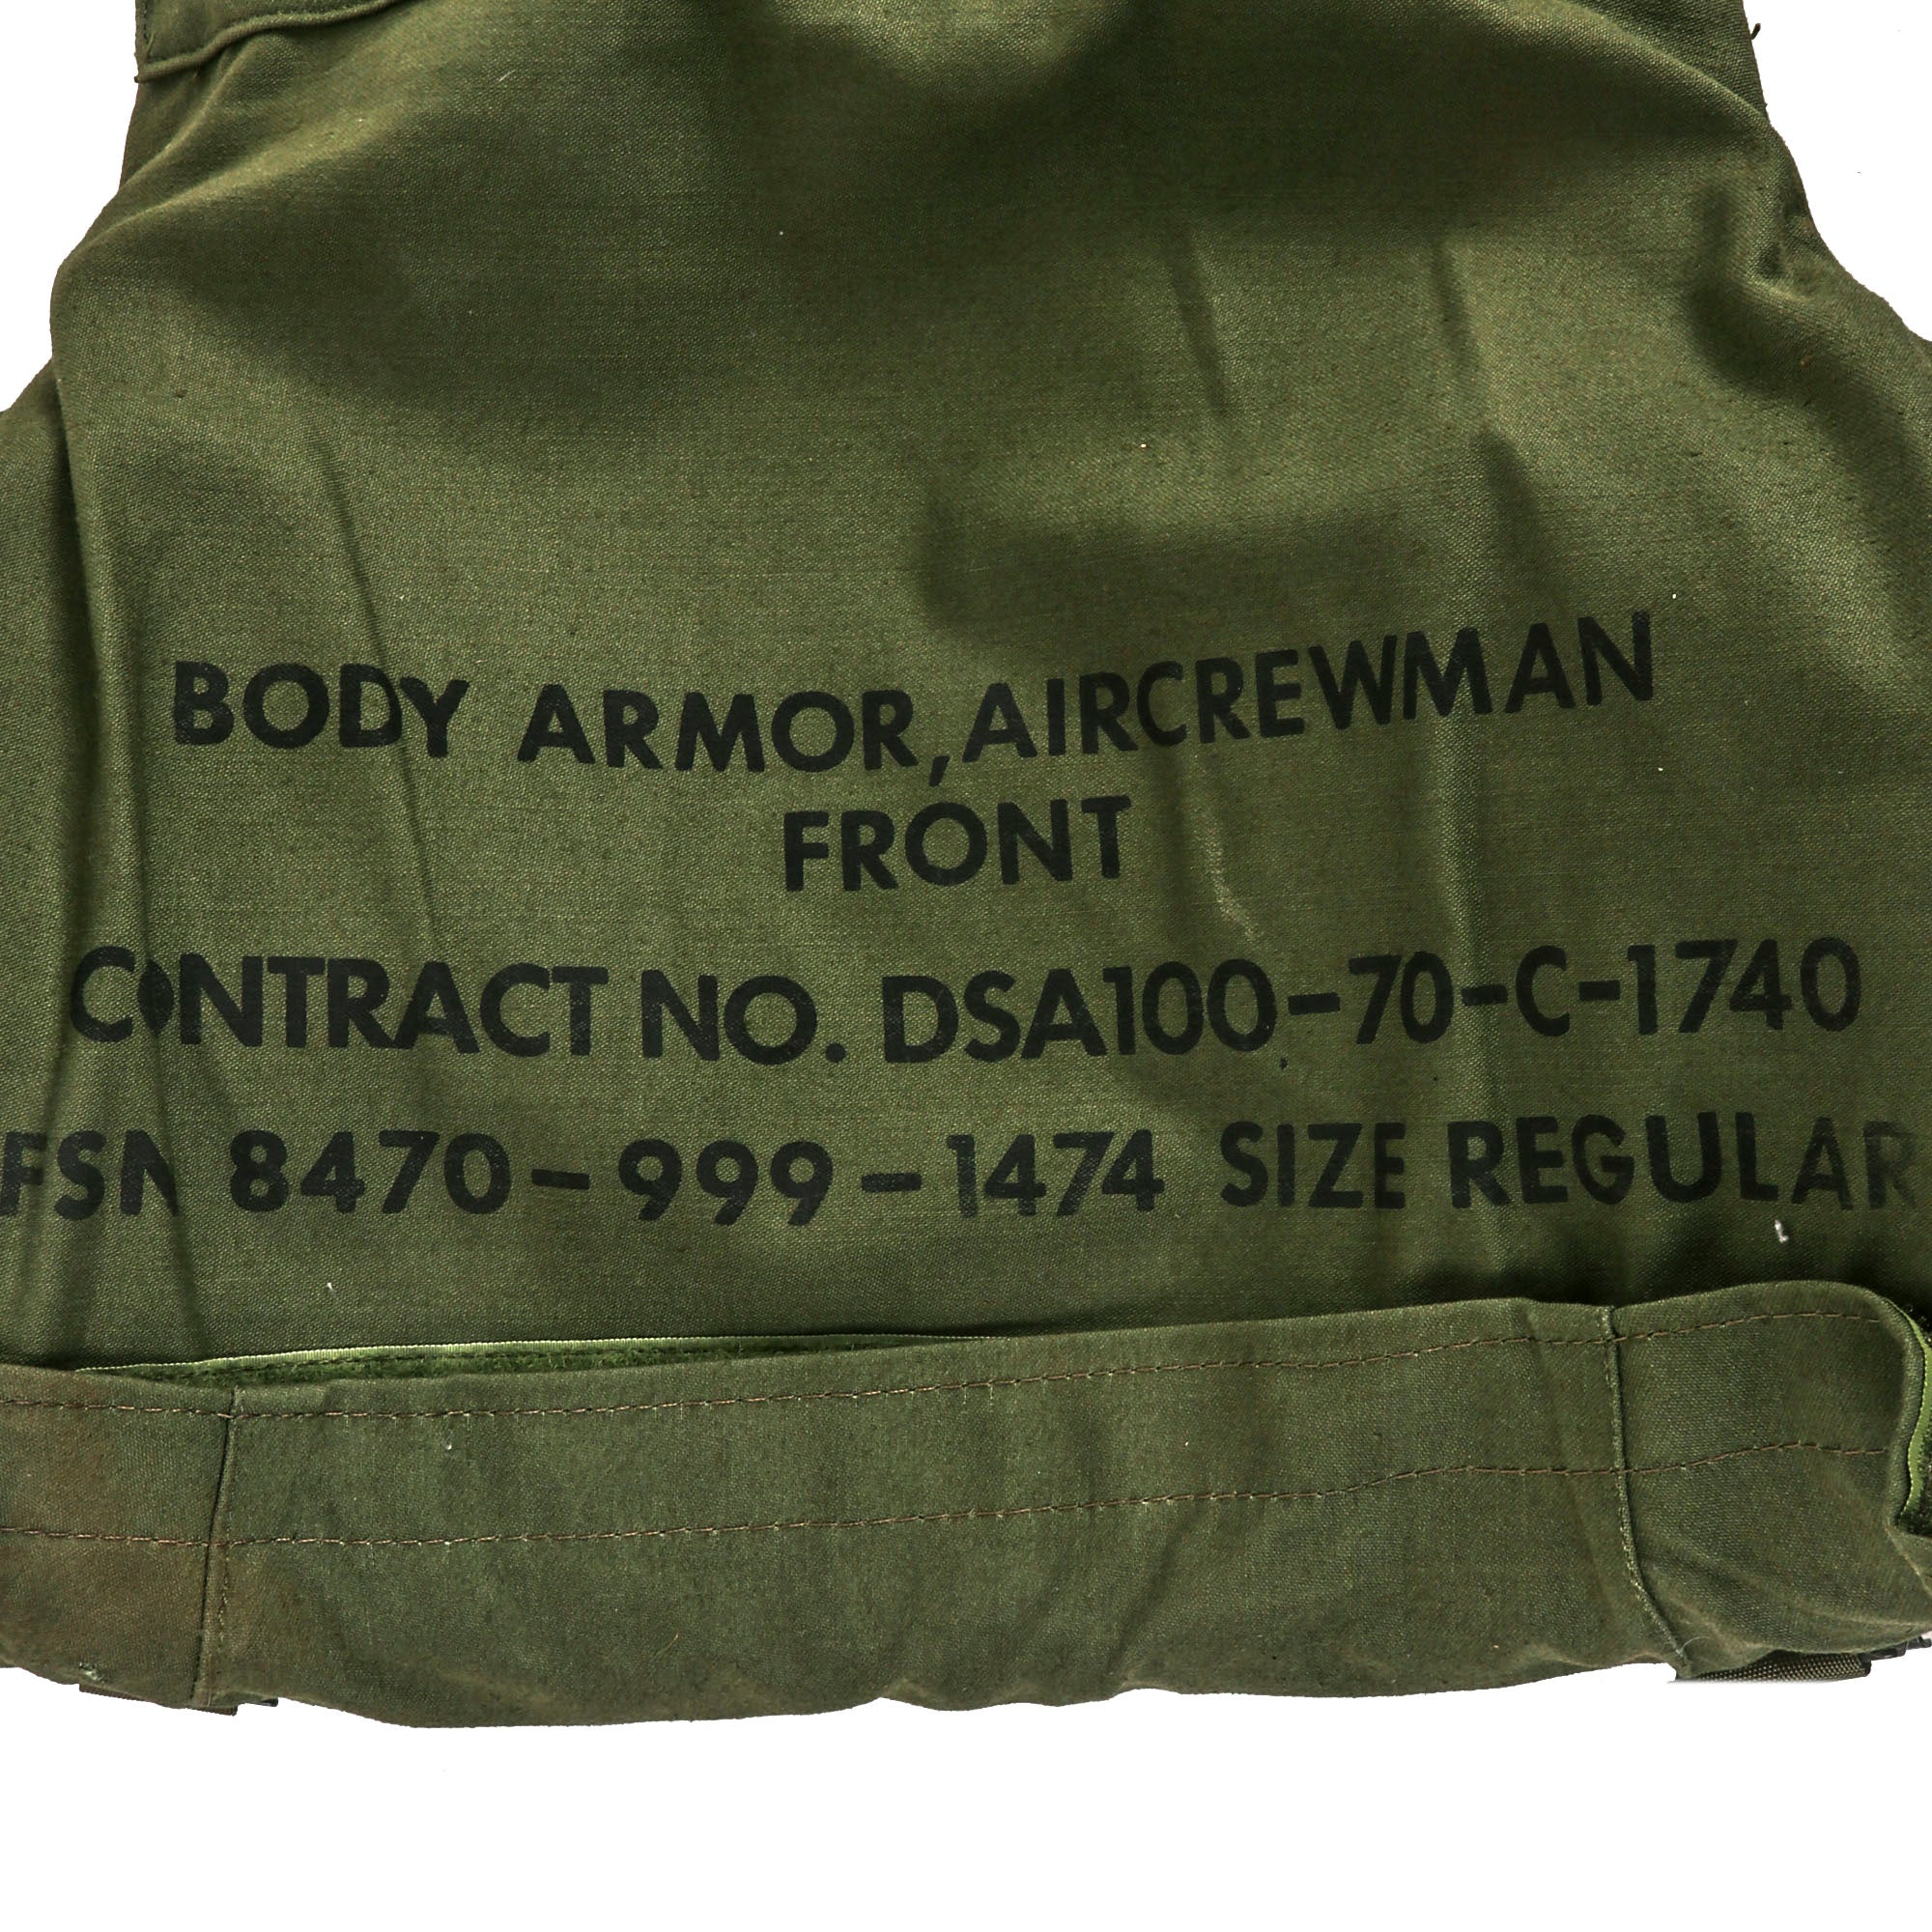 BODY ARMOR, AIRCREWMAN
FRONT
CONTRACT NO. DSA100-70-C-1740
FSN 8470-999-1474 SIZE REGULAR